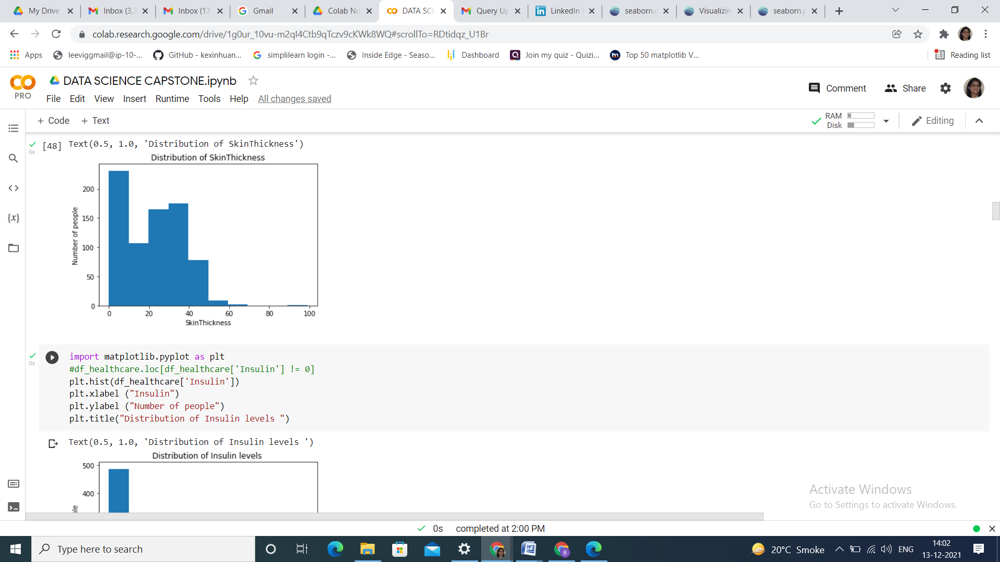 My Drive
Inbox (3,3
Inbox (17
Gmail
Colab No
DATA SCI
Query Up
LinkedIn
seaborn.c
Visualizin
seaborn.p
colab.research.google.com/drive/1g0ur_10vu-m2qI4Ctb9qTczv9cKWk8WQ#scrollTo=RDtidqz_U1Br
Apps
leeviggmail@ip-10-...
GitHub - kexinhuan...
simplilearn login -...
Inside Edge - Seaso...
Dashboard
Join my quiz - Quizi...
Top 50 matplotlib V...
Reading list
PRO
DATA SCIENCE CAPSTONE.ipynb
File Edit View Insert Runtime Tools Help All changes saved
Comment
Share
+ Code + Text
RAM
Disk
Editing
{x}
0s
[48]
Text(0.5, 1.0, 'Distribution of SkinThickness')
Distribution of SkinThickness
Number of people
200
150
100
50
0
0 20 40 60 80 100
SkinThickness
0s
import matplotlib.pyplot as plt
#df_healthcare.loc[df_healthcare['Insulin'] != 0]
plt.hist(df_healthcare['Insulin'])
plt.xlabel ("Insulin")
plt.ylabel ("Number of people")
plt.title("Distribution of Insulin levels ")
Text(0.5, 1.0, 'Distribution of Insulin levels ')
Distribution of Insulin levels
500
400
Activate Windows
Go to Settings to activate Windows.
0s completed at 2:00 PM
Type here to search
20°C Smoke
ENG
14:02
13-12-2021